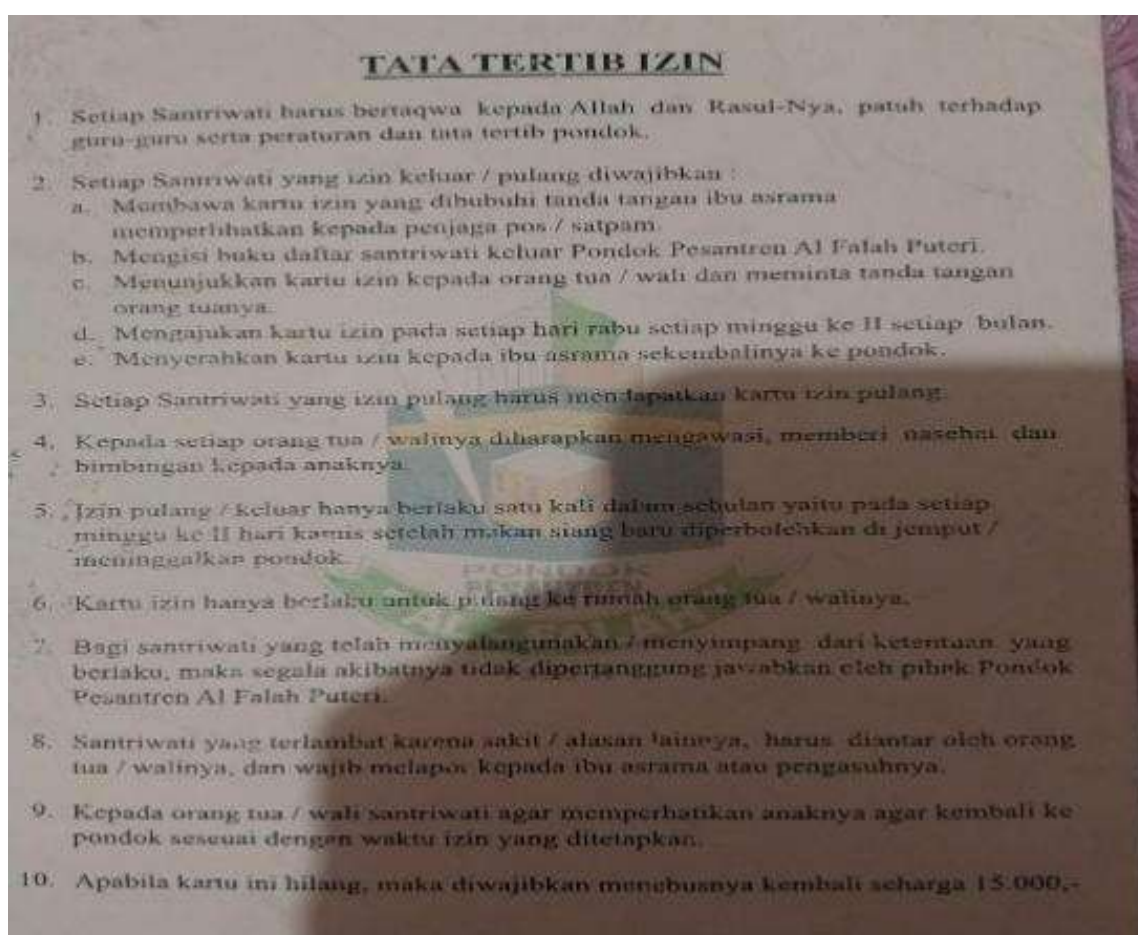 TATA TERTIB IZIN
1. Setiap Santriwati harus bertaqwa kepada Allah dan Rasul-Nya, patuh terhadap
guru-guru serta peraturan dan tata tertib pondok.
2. Setiap Santriwati yang izin keluar / pulang diwajibkan :
a. Membawa kartu izin yang dibubuhi tanda tangan ibu asrama
memperlihatkan kepada penjaga pos / satpam.
b. Mengisi buku daftar santriwati keluar Pondok Pesantren Al Falah Puteri.
c. Menunjukkan kartu izin kepada orang tua / wali dan meminta tanda tangan
orang tuanya.
d. Mengajukan kartu izin pada setiap hari rabu setiap minggu ke II setiap bulan.
e. Menyerahkan kartu izin kepada ibu asrama sekembalinya ke pondok.
3. Setiap Santriwati yang izin pulang harus mendapatkan kartu izin pulang.
4. Kepada setiap orang tua / walinya diharapkan mengawasi, memberi nasehat dan
bimbingan kepada anaknya.
5. Izin pulang / keluar hanya berlaku satu kali dalam sebulan yaitu pada setiap
minggu ke II hari kamis setelah makan siang baru diperbolehkan di jemput /
meninggalkan pondok.
PONDOK
PESANTREN
6. Kartu izin hanya berlaku untuk pulang ke rumah orang tua / walinya.
7. Bagi santriwati yang telah menyalangunakan / menyimpang dari ketentuan yang
berlaku, maka segala akibatnya tidak dipertanggung jawabkan oleh pihak Pondok
Pesantren Al Falah Puteri.
8. Santriwati yang terlambat karena sakit / alasan lainnya, harus diantar oleh orang
tua / walinya, dan wajib melapor kepada ibu asrama atau pengasuhnya.
9. Kepada orang tua / wali santriwati agar memperhatikan anaknya agar kembali ke
pondok seseuai dengan waktu izin yang ditetapkan.
10. Apabila kartu ini hilang, maka diwajibkan menebusnya kembali seharga 15.000,-